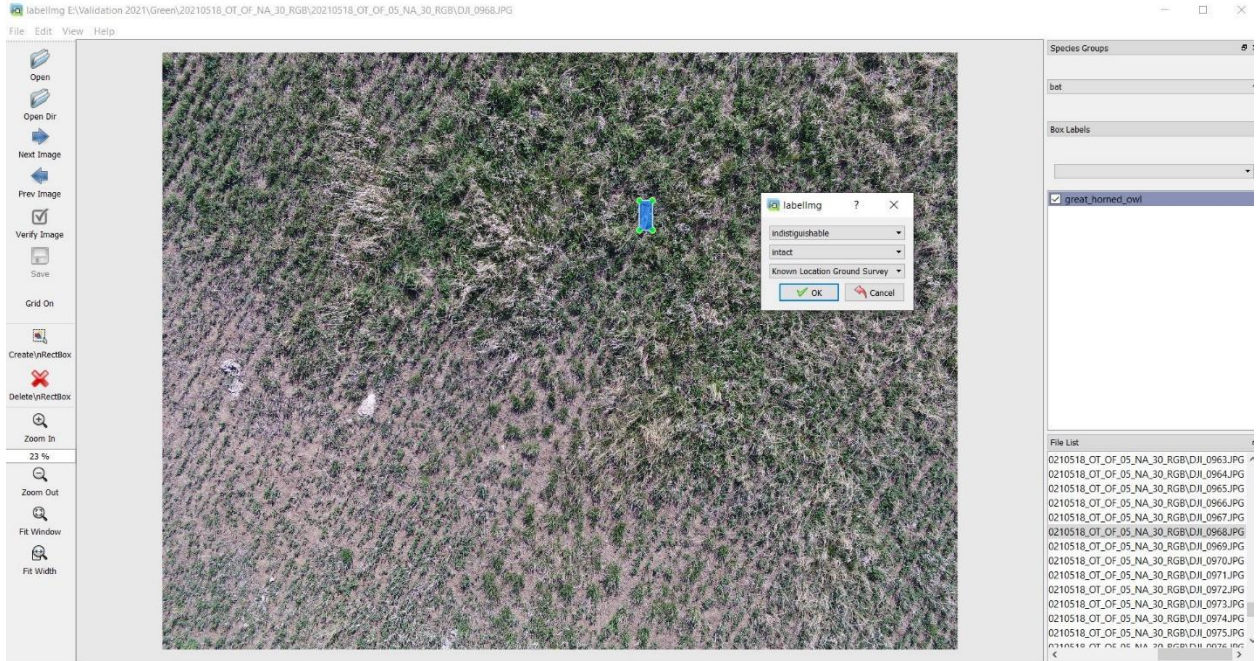 labelImg E:\Validation 2021\Green\20210518_OT_OF_NA_30_RGB\20210518_OT_OF_05_NA_30_RGB\DJI_0968.JPG
File Edit View Help
Open
Open Dir
Next Image
Prev Image
Verify Image
Save
Grid On
Create\nRectBox
Delete\nRectBox
Zoom In
23 %
Zoom Out
Fit Window
Fit Width
labelImg ? X
indistiguishable
intact
Known Location Ground Survey
OK Cancel
Species Groups
bat
Box Labels
great_horned_owl
File List
0210518_OT_OF_05_NA_30_RGB\DJI_0963.JPG
0210518_OT_OF_05_NA_30_RGB\DJI_0964.JPG
0210518_OT_OF_05_NA_30_RGB\DJI_0965.JPG
0210518_OT_OF_05_NA_30_RGB\DJI_0966.JPG
0210518_OT_OF_05_NA_30_RGB\DJI_0967.JPG
0210518_OT_OF_05_NA_30_RGB\DJI_0968.JPG
0210518_OT_OF_05_NA_30_RGB\DJI_0969.JPG
0210518_OT_OF_05_NA_30_RGB\DJI_0970.JPG
0210518_OT_OF_05_NA_30_RGB\DJI_0971.JPG
0210518_OT_OF_05_NA_30_RGB\DJI_0972.JPG
0210518_OT_OF_05_NA_30_RGB\DJI_0973.JPG
0210518_OT_OF_05_NA_30_RGB\DJI_0974.JPG
0210518_OT_OF_05_NA_30_RGB\DJI_0975.JPG
0210518_OT_OF_05_NA_30_RGB\DJI_0976.JPG